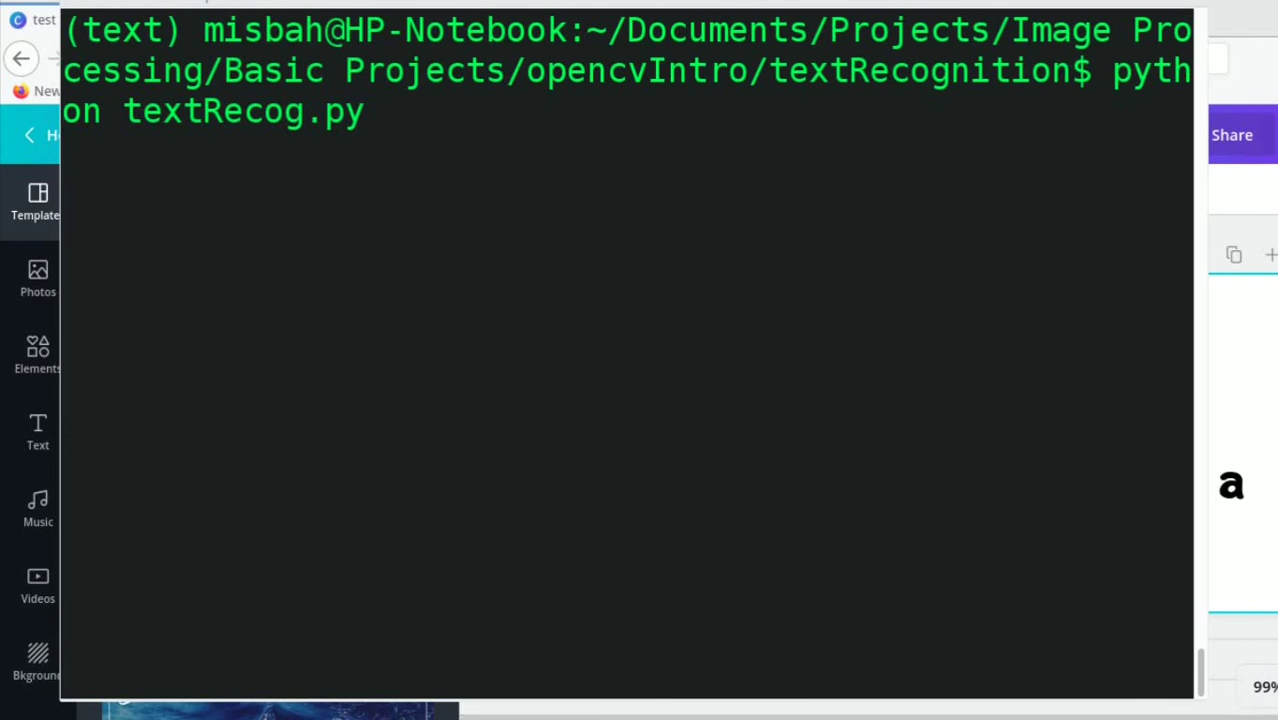 test
(text) misbah@HP-Notebook:~/Documents/Projects/Image Pro
cessing/Basic Projects/opencvIntro/textRecognition$ pyth
on textRecog.py
New
Share
Template
Photos
Elements
Text
Music
Videos
Bkgroun
a
99%